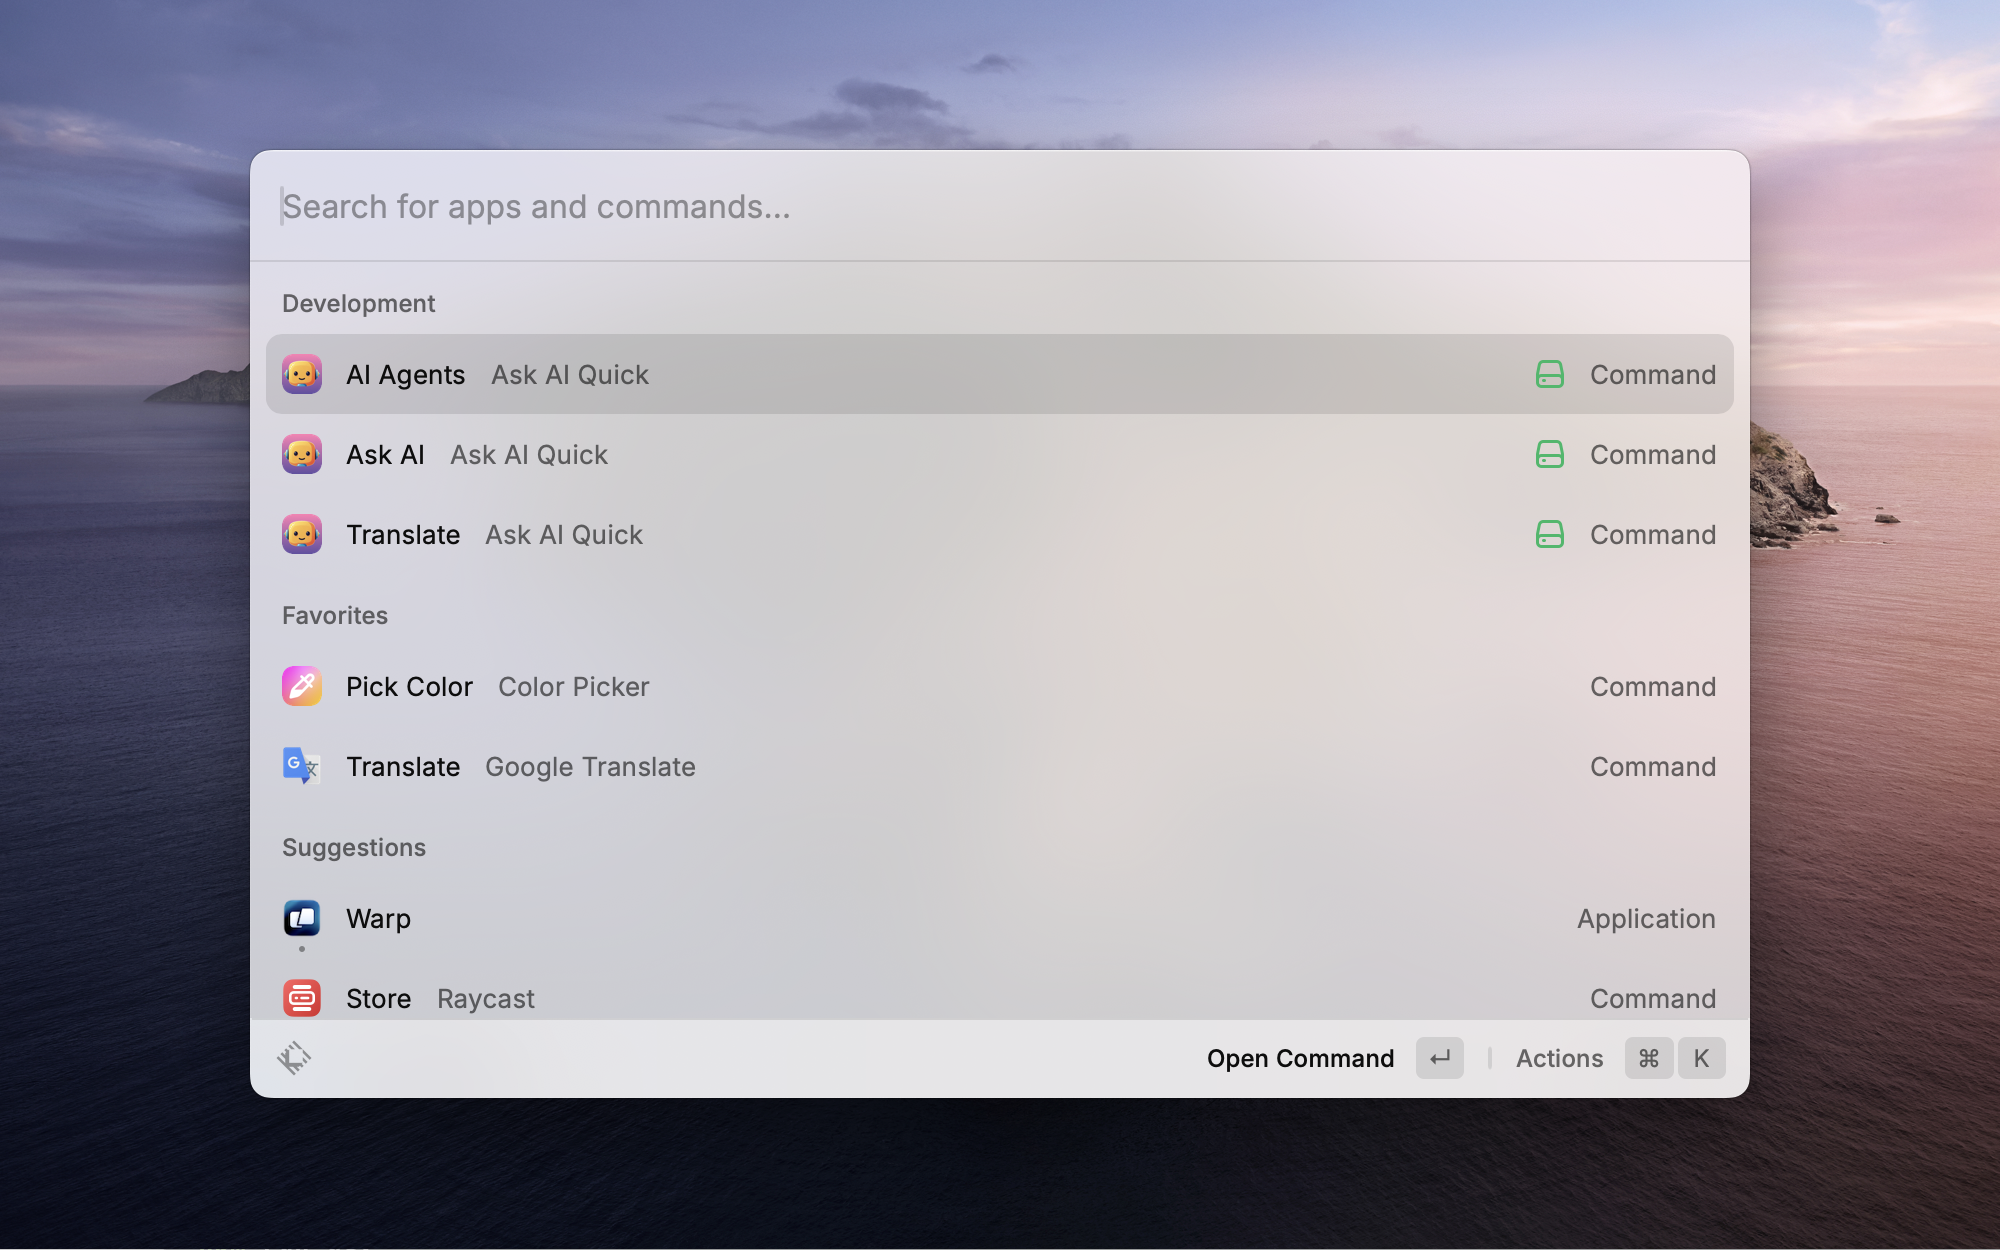 Search for apps and commands...
Development
AI Agents Ask AI Quick Command
Ask AI Ask AI Quick Command
Translate Ask AI Quick Command
Favorites
Pick Color Color Picker Command
G 文 Translate Google Translate Command
Suggestions
Warp Application
Store Raycast Command
Open Command ↵ Actions ⌘ K